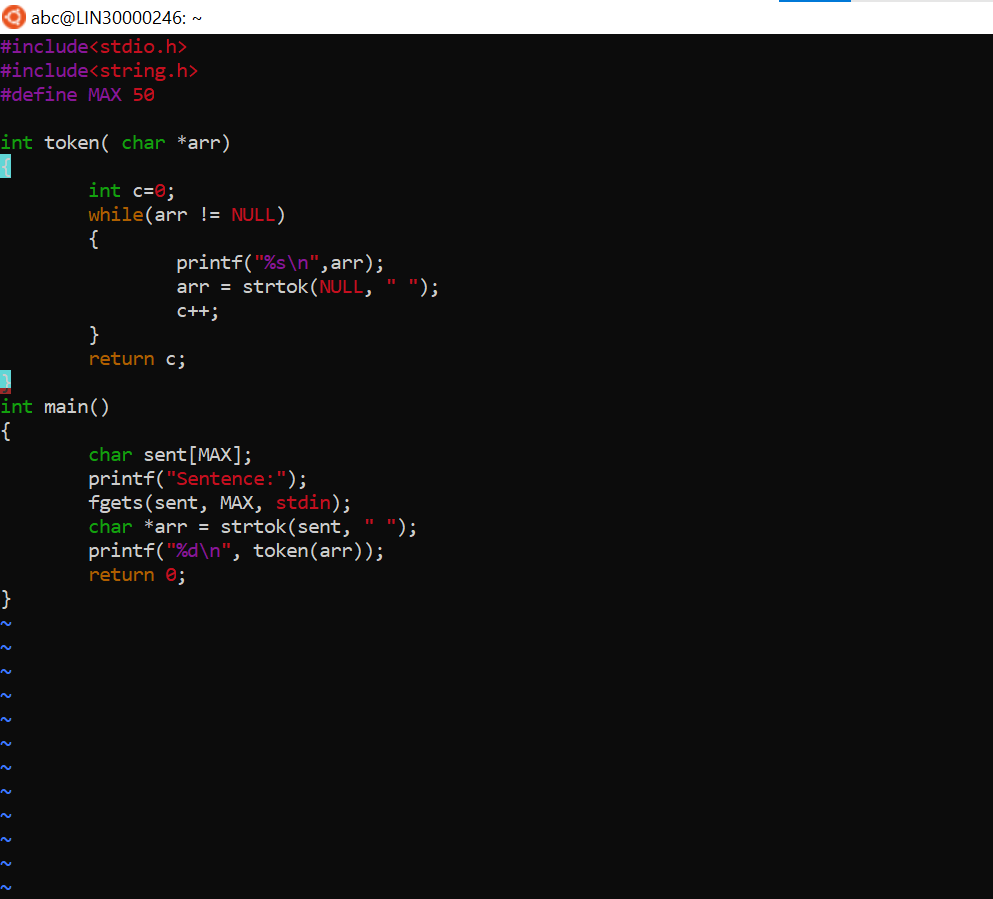 abc@LIN30000246: ~
#include<stdio.h>
#include<string.h>
#define MAX 50

int token( char *arr)
{
        int c=0;
        while(arr != NULL)
        {
                printf("%s\n",arr);
                arr = strtok(NULL, " ");
                c++;
        }
        return c;
}
int main()
{
        char sent[MAX];
        printf("Sentence:");
        fgets(sent, MAX, stdin);
        char *arr = strtok(sent, " ");
        printf("%d\n", token(arr));
        return 0;
}
~
~
~
~
~
~
~
~
~
~
~
~